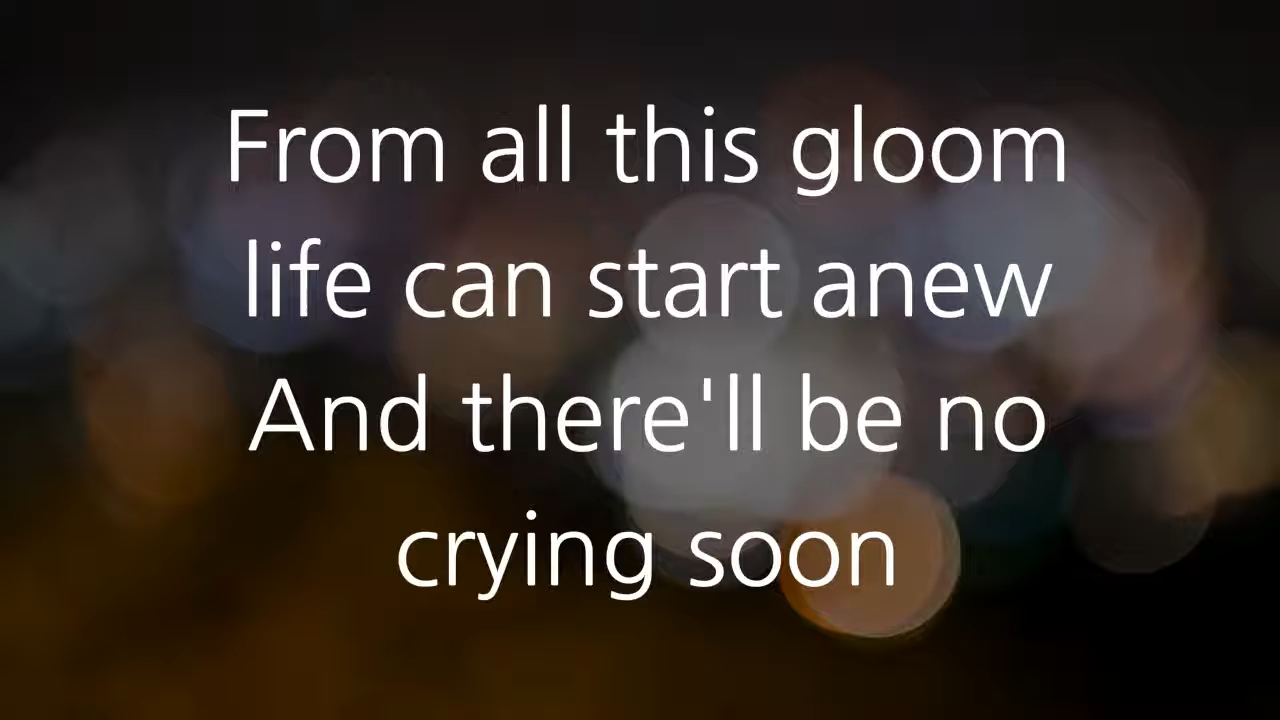 From all this gloom
life can start anew
And there'll be no
crying soon